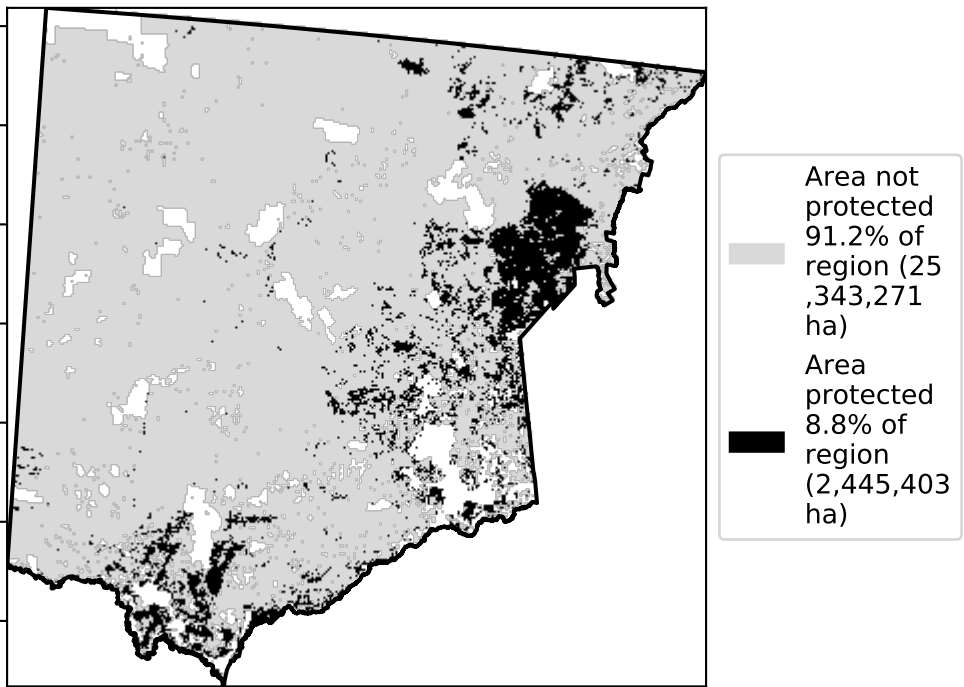 Area not
protected
91.2% of
region (25
,343,271
ha)
Area
protected
8.8% of
region
(2,445,403
ha)